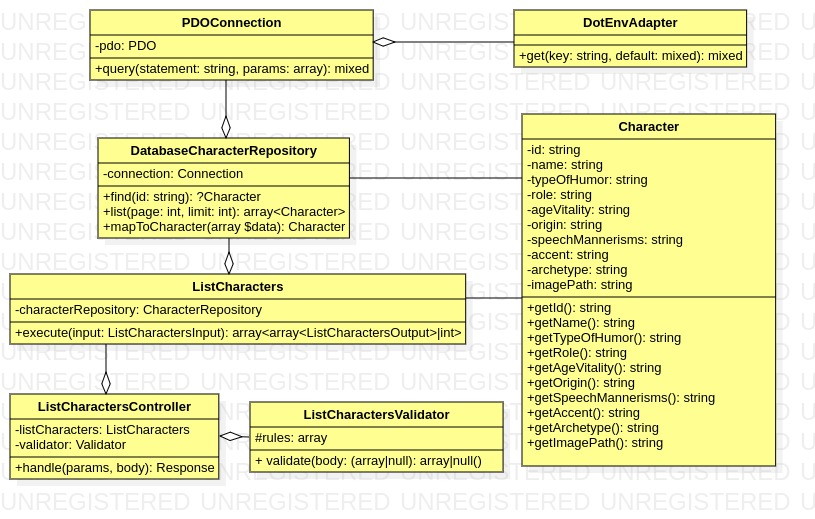 PDOConnection
-pdo: PDO
+query(statement: string, params: array): mixed
DotEnvAdapter
+get(key: string, default: mixed): mixed
DatabaseCharacterRepository
-connection: Connection
+find(id: string): ?Character
+list(page: int, limit: int): array<Character>
+mapToCharacter(array $data): Character
Character
-id: string
-name: string
-typeOfHumor: string
-role: string
-ageVitality: string
-origin: string
-speechMannerisms: string
-accent: string
-archetype: string
-imagePath: string
+getId(): string
+getName(): string
+getTypeOfHumor(): string
+getRole(): string
+getAgeVitality(): string
+getOrigin(): string
+getSpeechMannerisms(): string
+getAccent(): string
+getArchetype(): string
+getImagePath(): string
ListCharacters
-characterRepository: CharacterRepository
+execute(input: ListCharactersInput): array<array<ListCharactersOutput>|int>
ListCharactersController
-listCharacters: ListCharacters
-validator: Validator
+handle(params, body): Response
ListCharactersValidator
#rules: array
+ validate(body: (array|null): array|null()
UNREGISTERED